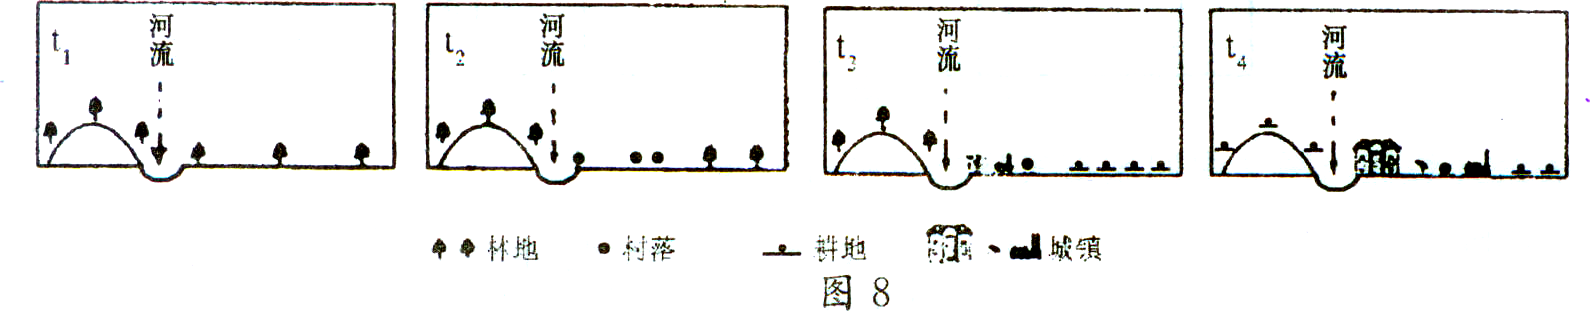 t1 河流
t2 河流
t3 河流
t4 河流
林地 村落 耕地 城镇
图 8